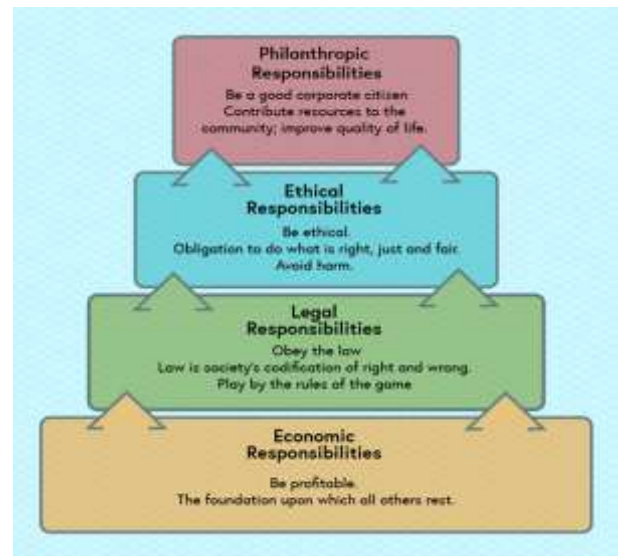 Philanthropic
Responsibilities
Be a good corporate citizen
Contribute resources to the
community; improve quality of life.
Ethical
Responsibilities
Be ethical.
Obligation to do what is right, just and fair.
Avoid harm.
Legal
Responsibilities
Obey the law
Law is society's codification of right and wrong.
Play by the rules of the game
Economic
Responsibilities
Be profitable.
The foundation upon which all others rest.